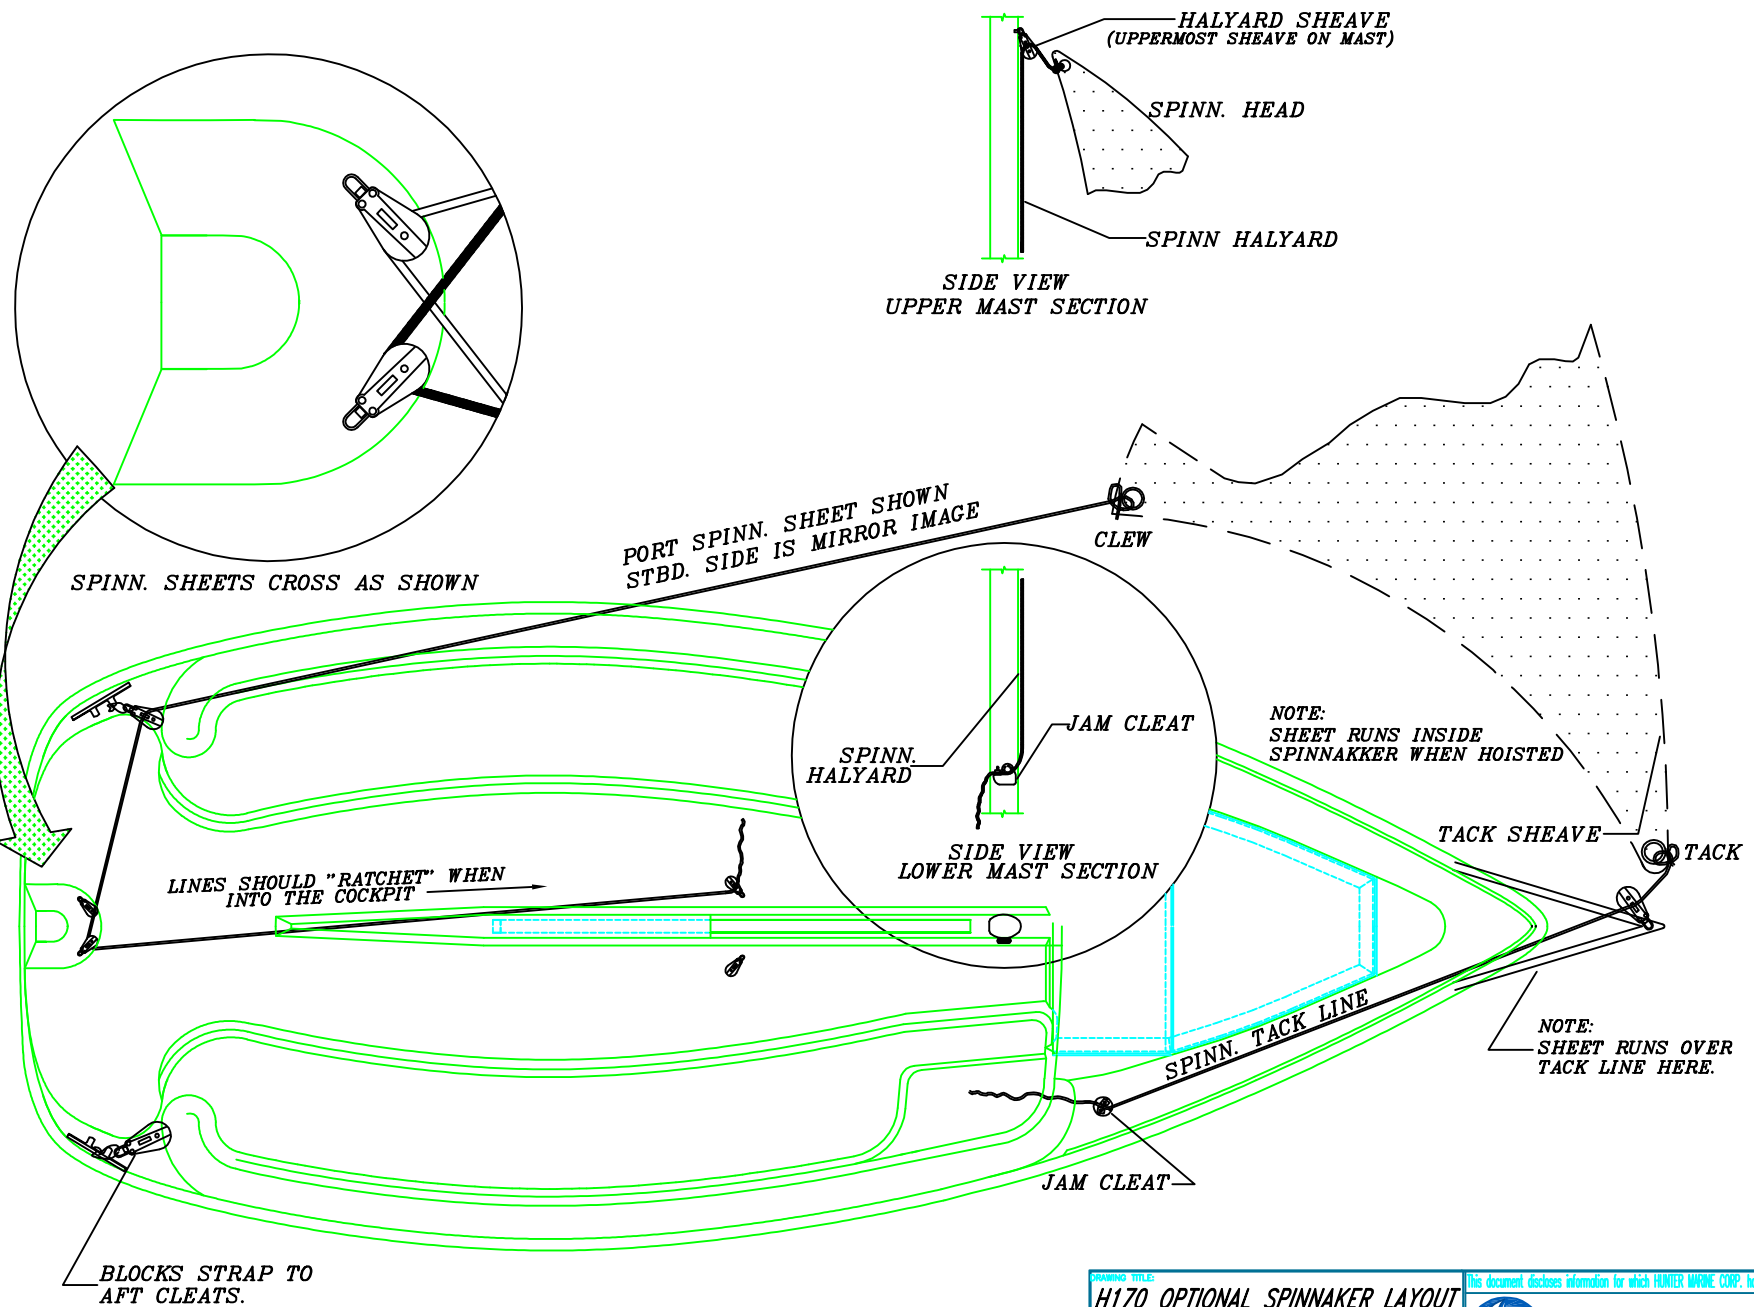 HALYARD SHEAVE
(UPPERMOST SHEAVE ON MAST)
SPINN. HEAD
SPINN HALYARD
SIDE VIEW
UPPER MAST SECTION
SPINN. SHEETS CROSS AS SHOWN
PORT SPINN. SHEET SHOWN
STBD. SIDE IS MIRROR IMAGE
CLEW
JAM CLEAT
SPINN.
HALYARD
SIDE VIEW
LOWER MAST SECTION
NOTE:
SHEET RUNS INSIDE
SPINNAKKER WHEN HOISTED
TACK SHEAVE
TACK
LINES SHOULD "RATCHET" WHEN
INTO THE COCKPIT
SPINN. TACK LINE
NOTE:
SHEET RUNS OVER
TACK LINE HERE.
JAM CLEAT
BLOCKS STRAP TO
AFT CLEATS.
DRAWING TITLE:
H170 OPTIONAL SPINNAKER LAYOUT
This document discloses information for which HUNTER MARINE CORP.